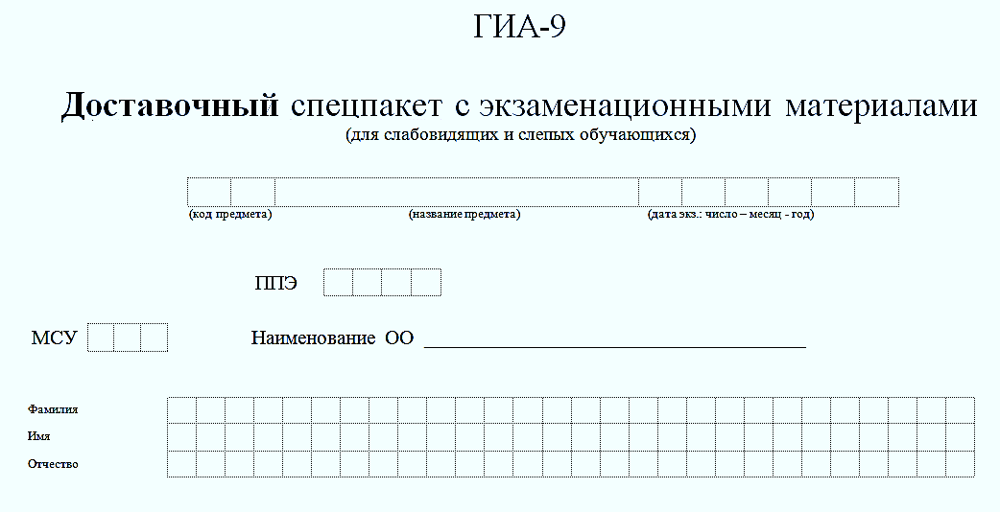 ГИА-9
Доставочный спецпакет с экзаменационными материалами
(для слабовидящих и слепых обучающихся)
(код предмета) (название предмета) (дата экз.: число – месяц - год)
ППЭ
МСУ Наименование ОО
Фамилия
Имя
Отчество